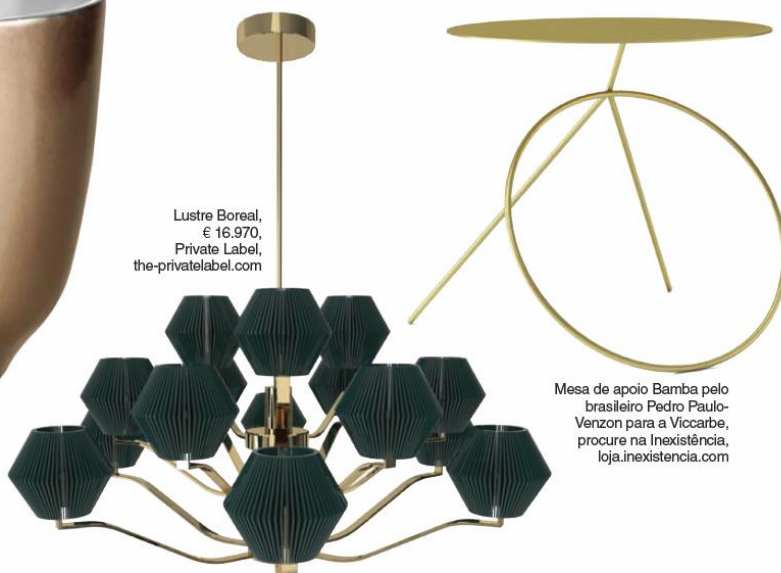 Lustre Boreal,
€ 16.970,
Private Label,
the-privatelabel.com
Mesa de apoio Bamba pelo
brasileiro Pedro Paulo-
Venzon para a Viccarbe,
procure na Inexistência,
loja.inexistencia.com